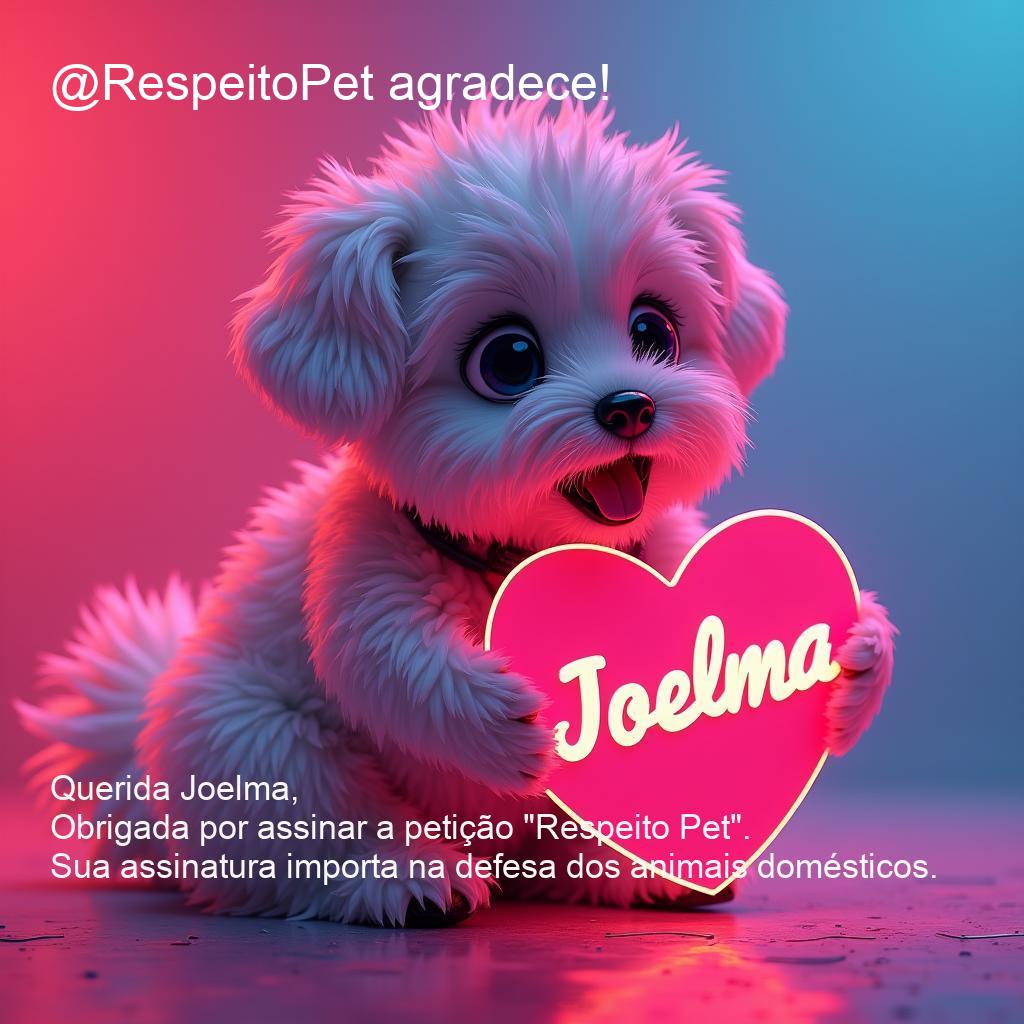 @RespeitoPet agradece!
Joelma
Querida Joelma,
Obrigada por assinar a petição "Respeito Pet".
Sua assinatura importa na defesa dos animais domésticos.